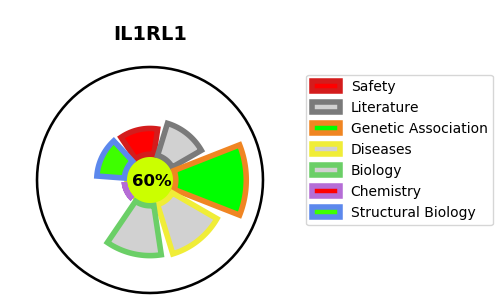 IL1RL1
60%
Safety
Literature
Genetic Association
Diseases
Biology
Chemistry
Structural Biology